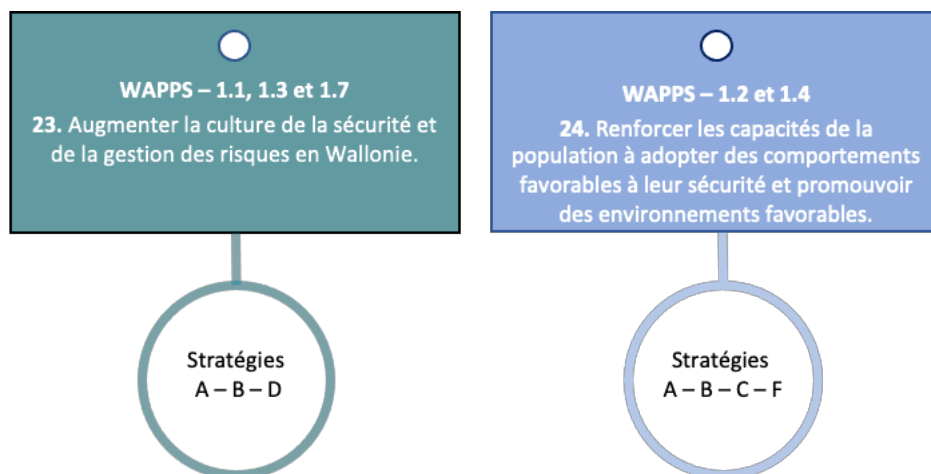 WAPPS – 1.1, 1.3 et 1.7
23. Augmenter la culture de la sécurité et
de la gestion des risques en Wallonie.
Stratégies
A – B – D
WAPPS – 1.2 et 1.4
24. Renforcer les capacités de la
population à adopter des comportements
favorables à leur sécurité et promouvoir
des environnements favorables.
Stratégies
A – B – C – F